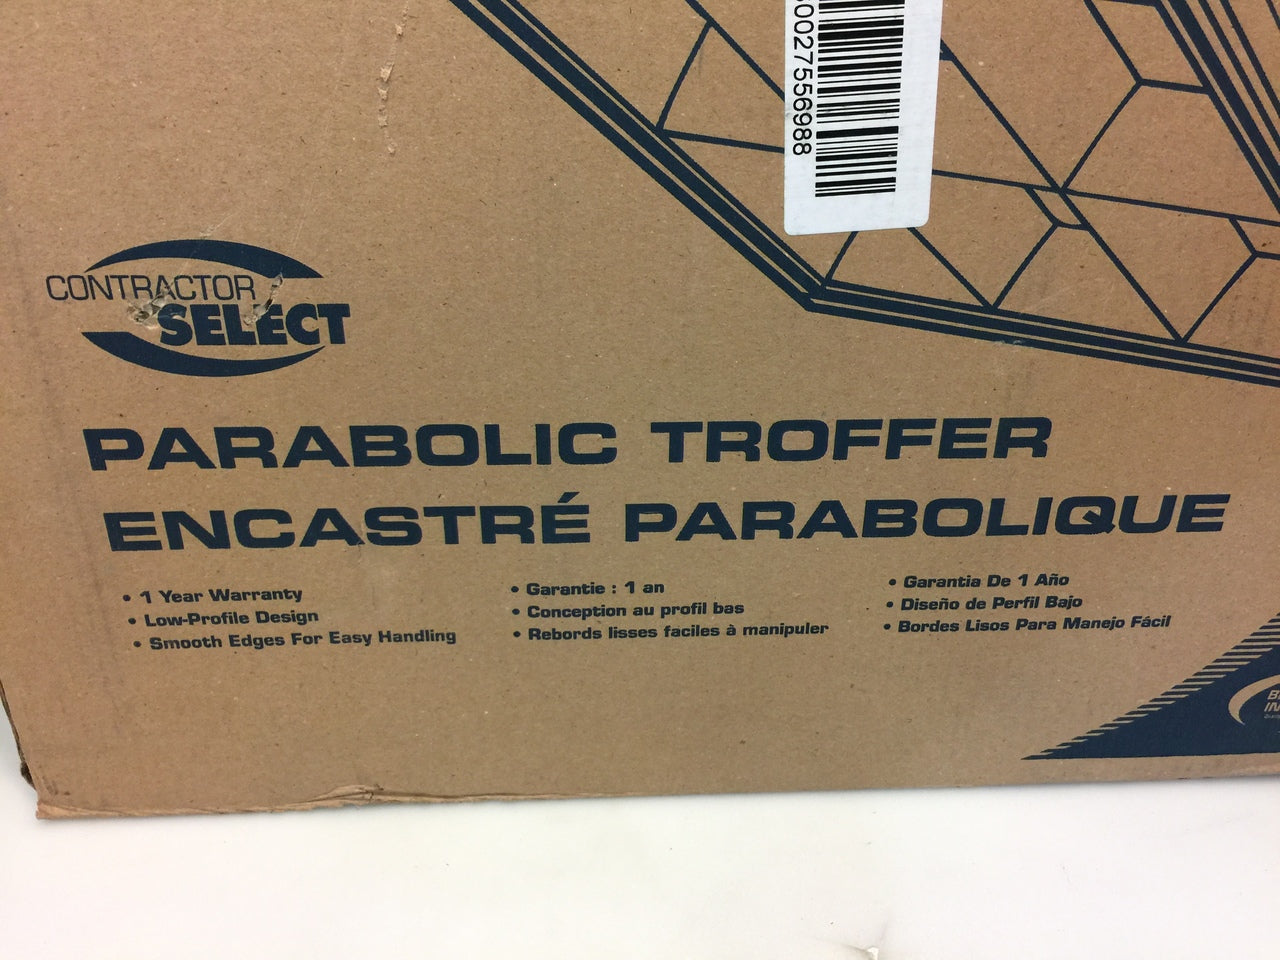 CONTRACTOR
SELECT
PARABOLIC TROFFER
ENCASTRÉ PARABOLIQUE
• 1 Year Warranty
• Low-Profile Design
• Smooth Edges For Easy Handling
• Garantie : 1 an
• Conception au profil bas
• Rebords lisses faciles à manipuler
• Garantia De 1 Año
• Diseño de Perfil Bajo
• Bordes Lisos Para Manejo Fácil